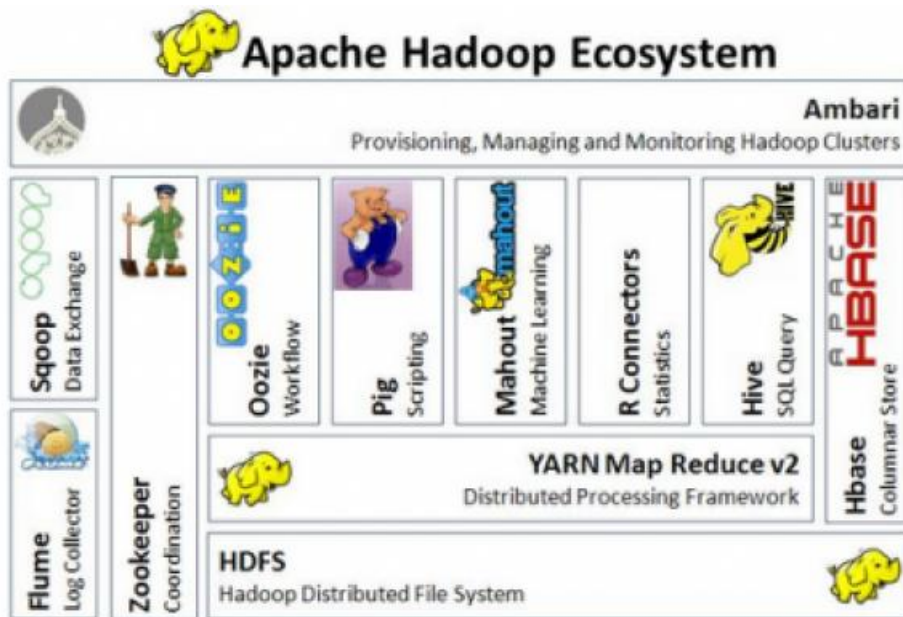 Apache Hadoop Ecosystem
Ambari
Provisioning, Managing and Monitoring Hadoop Clusters
Sqoop
Data Exchange
Flume
Log Collector
Zookeeper
Coordination
OOZIE
Oozie
Workflow
Pig
Scripting
mahout
Mahout
Machine Learning
R Connectors
Statistics
HIVE
Hive
SQL Query
APACHE
HBASE
Hbase
Columnar Store
YARN Map Reduce v2
Distributed Processing Framework
HDFS
Hadoop Distributed File System